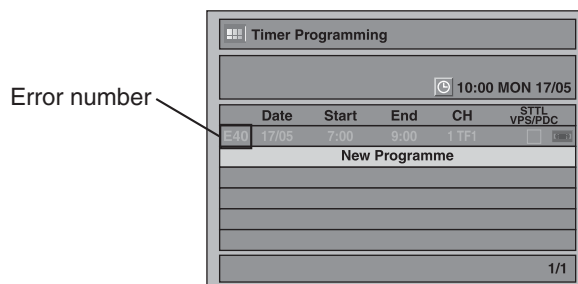 Timer Programming
10:00 MON 17/05
Error number
Date Start End CH STTL VPS/PDC
E40 17/05 7:00 9:00 1 TF1
New Programme
1/1